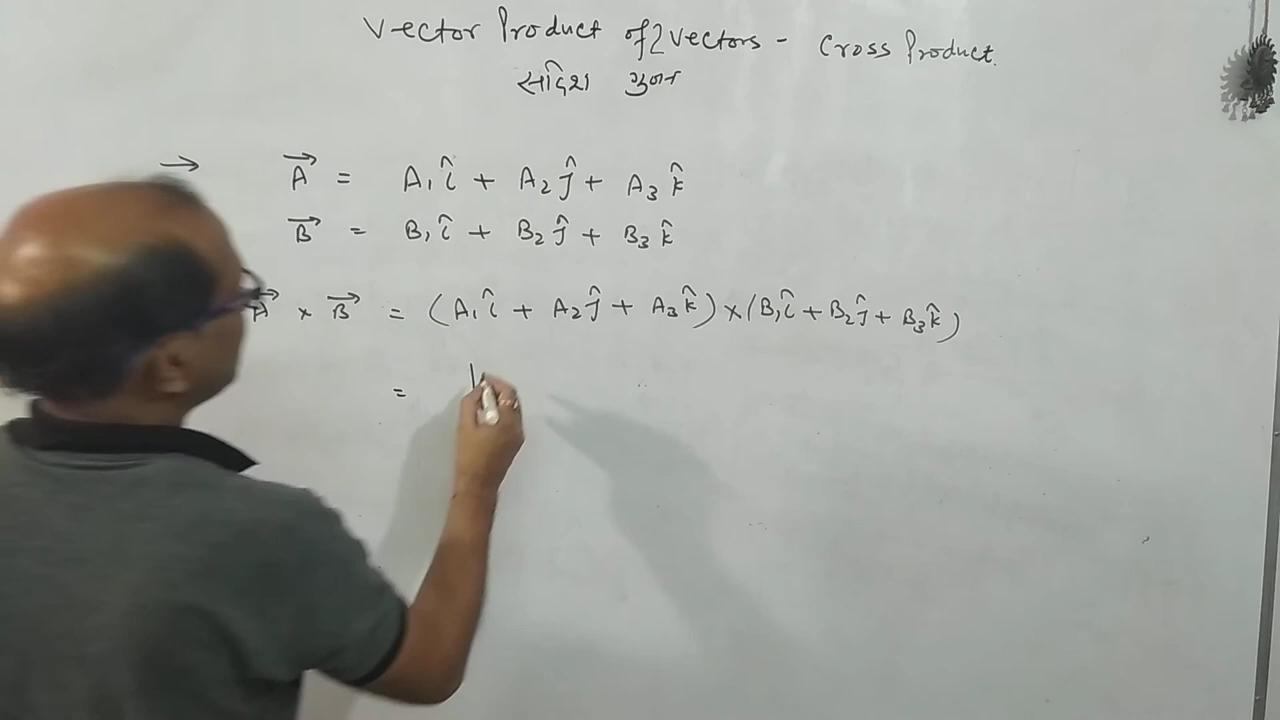 Vector Product of 2 Vectors - Cross Product.
सदिश गुणन
→ A⃗ = A₁î + A₂ĵ + A₃k̂
B⃗ = B₁î + B₂ĵ + B₃k̂
A⃗ × B⃗ = (A₁î + A₂ĵ + A₃k̂) × (B₁î + B₂ĵ + B₃k̂)
=